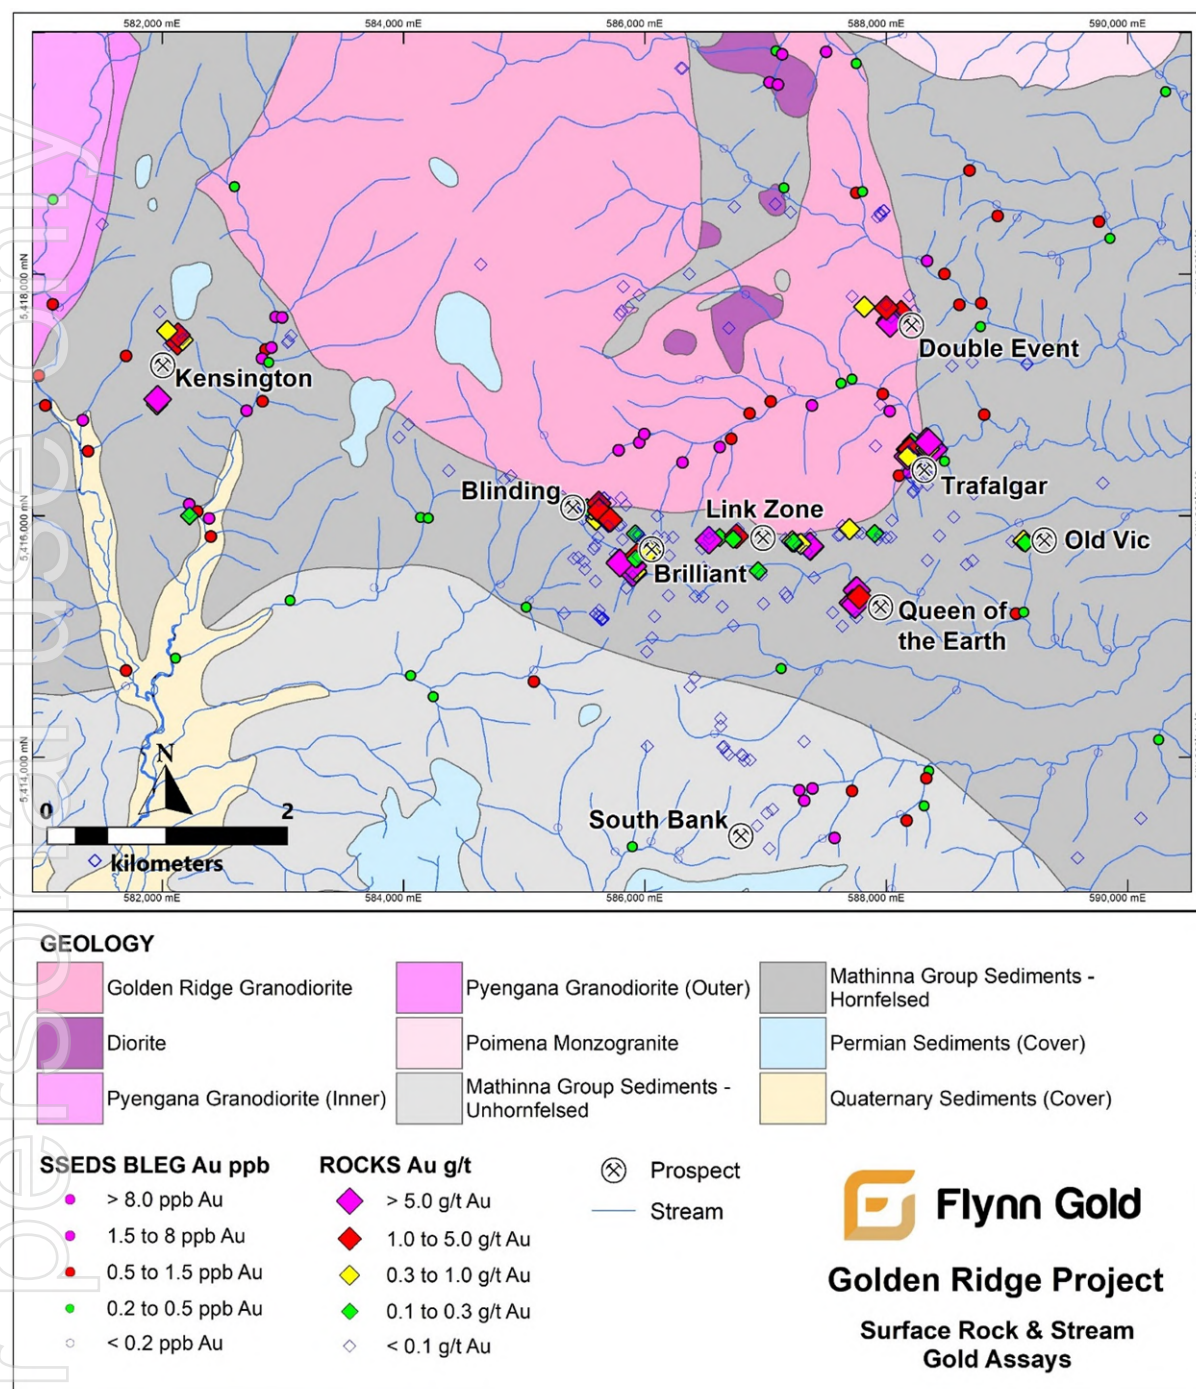 582,000 mE 584,000 mE 586,000 mE 588,000 mE 590,000 mE
5,418,000 mN
Double Event
Kensington
Trafalgar
Blinding
Link Zone
5,416,000 mN
Old Vic
Brilliant
Queen of
the Earth
5,414,000 mN
N
0 2
South Bank
kilometers
582,000 mE 584,000 mE 586,000 mE 588,000 mE 590,000 mE
personal use only
GEOLOGY
Golden Ridge Granodiorite
Diorite
Pyengana Granodiorite (Inner)
Pyengana Granodiorite (Outer)
Poimena Monzogranite
Mathinna Group Sediments -
Unhornfelsed
Mathinna Group Sediments -
Hornfelsed
Permian Sediments (Cover)
Quaternary Sediments (Cover)
SSEDS BLEG Au ppb
> 8.0 ppb Au
1.5 to 8 ppb Au
0.5 to 1.5 ppb Au
0.2 to 0.5 ppb Au
< 0.2 ppb Au
ROCKS Au g/t
> 5.0 g/t Au
1.0 to 5.0 g/t Au
0.3 to 1.0 g/t Au
0.1 to 0.3 g/t Au
< 0.1 g/t Au
Prospect
Stream
Flynn Gold
Golden Ridge Project
Surface Rock & Stream
Gold Assays